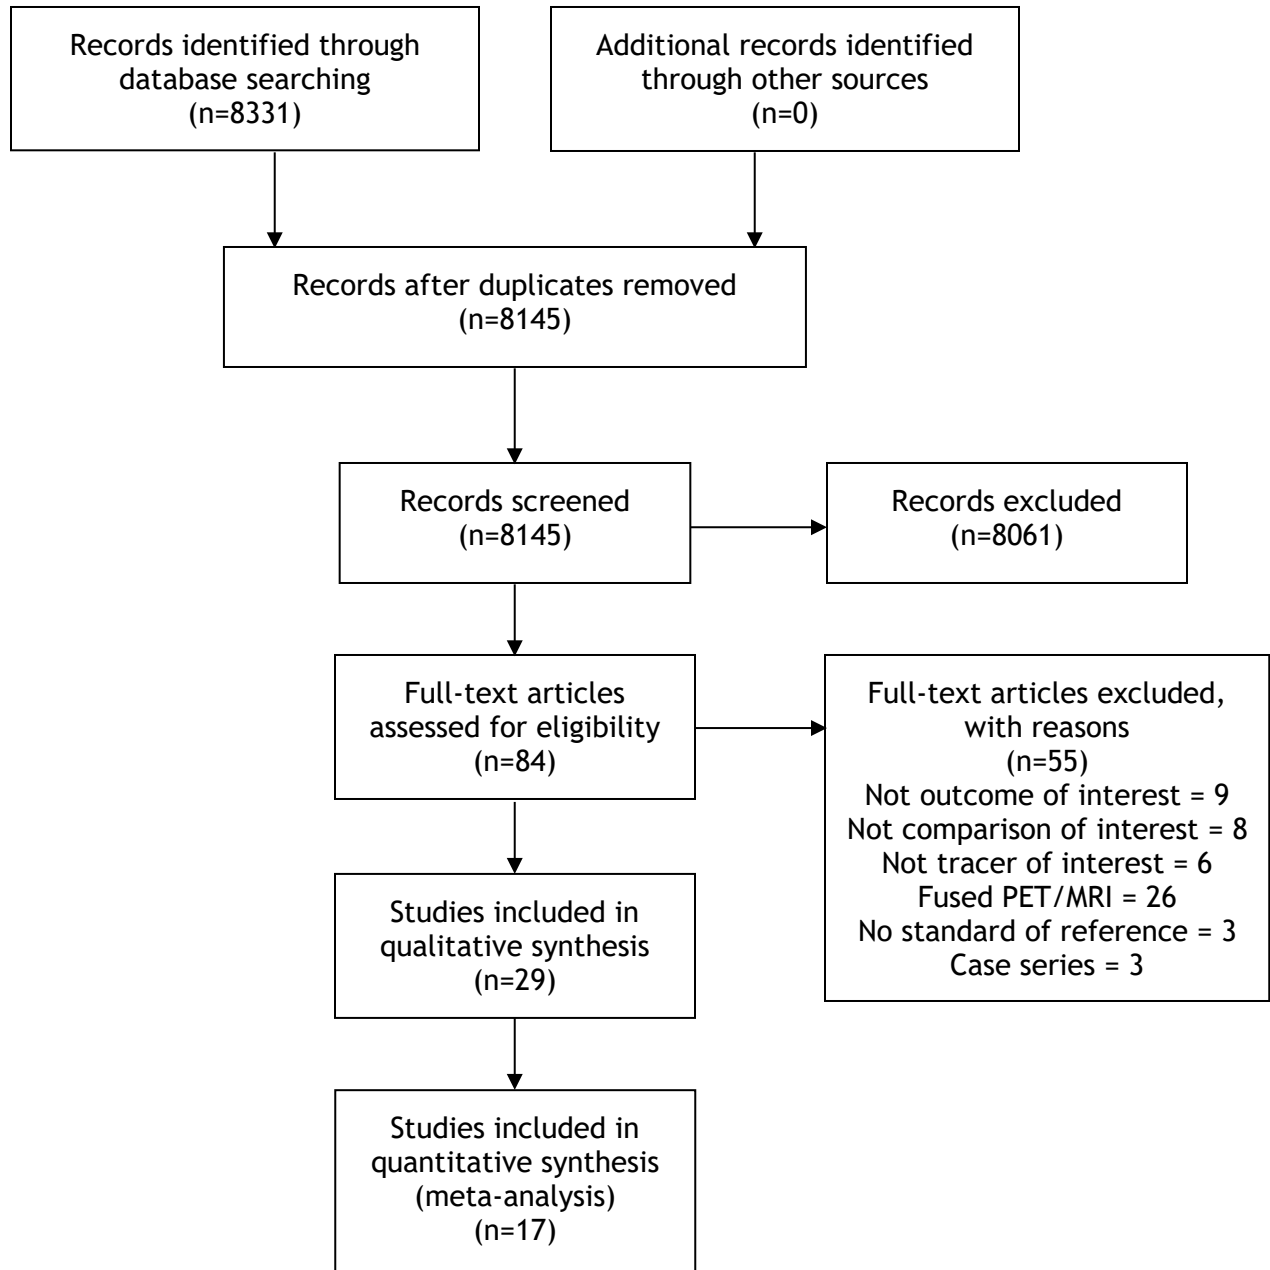 Records identified through
database searching
(n=8331)
Additional records identified
through other sources
(n=0)
Records after duplicates removed
(n=8145)
Records screened
(n=8145)
Records excluded
(n=8061)
Full-text articles
assessed for eligibility
(n=84)
Full-text articles excluded,
with reasons
(n=55)
Not outcome of interest = 9
Not comparison of interest = 8
Not tracer of interest = 6
Fused PET/MRI = 26
No standard of reference = 3
Case series = 3
Studies included in
qualitative synthesis
(n=29)
Studies included in
quantitative synthesis
(meta-analysis)
(n=17)